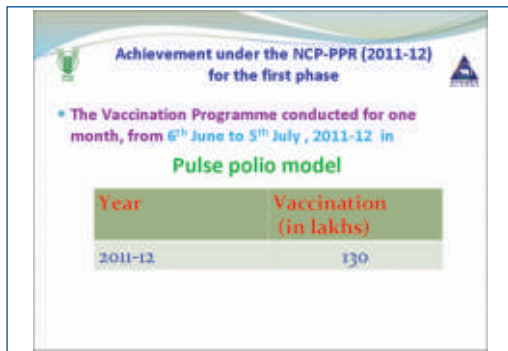 Achievement under the NCP-PPR (2011-12)
for the first phase
• The Vaccination Programme conducted for one
month, from 6th June to 5th July , 2011-12 in
Pulse polio model
Year Vaccination
(in lakhs)
2011-12 130